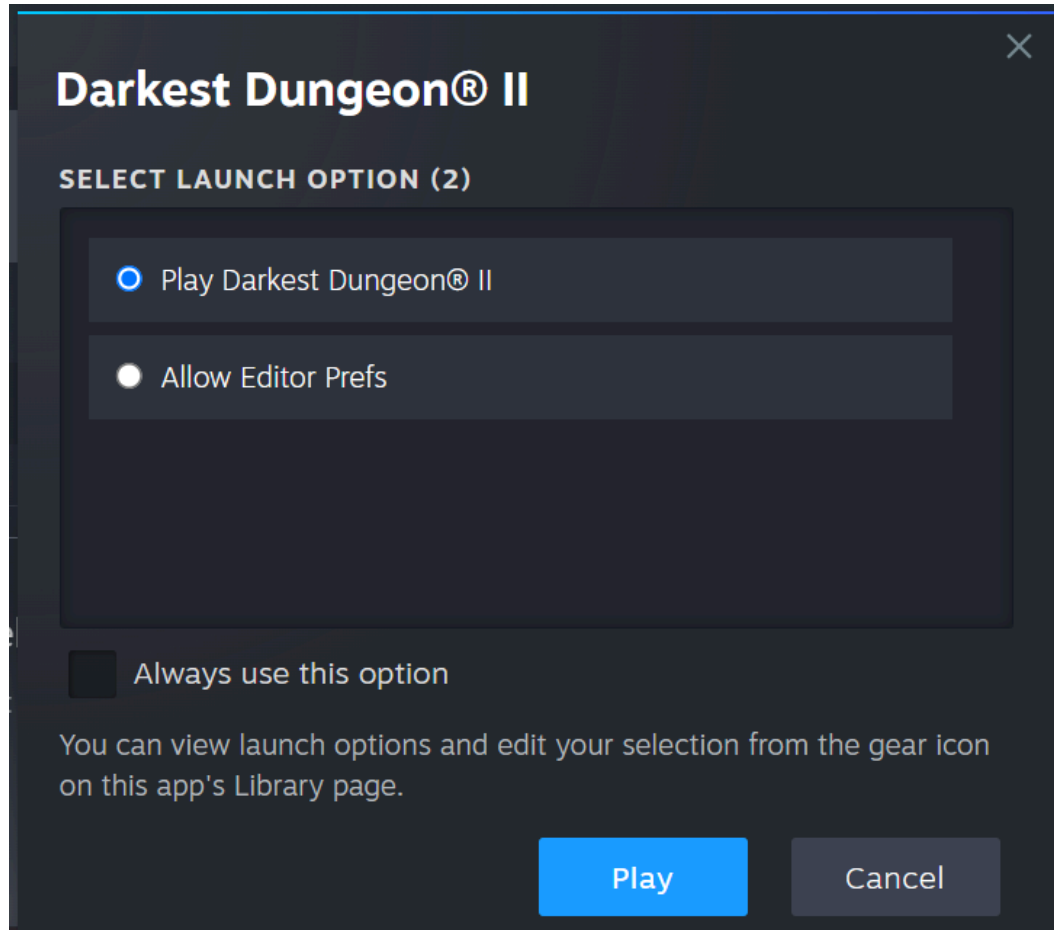 Darkest Dungeon® II
SELECT LAUNCH OPTION (2)
Play Darkest Dungeon® II
Allow Editor Prefs
Always use this option
You can view launch options and edit your selection from the gear icon
on this app's Library page.
Play
Cancel